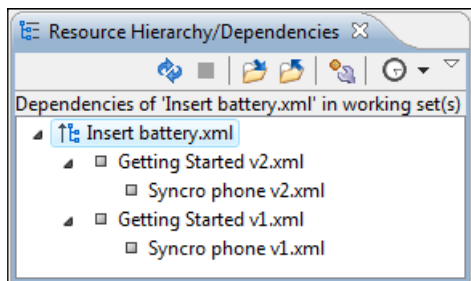 Resource Hierarchy/Dependencies
Dependencies of 'Insert battery.xml' in working set(s)
Insert battery.xml
Getting Started v2.xml
Syncro phone v2.xml
Getting Started v1.xml
Syncro phone v1.xml